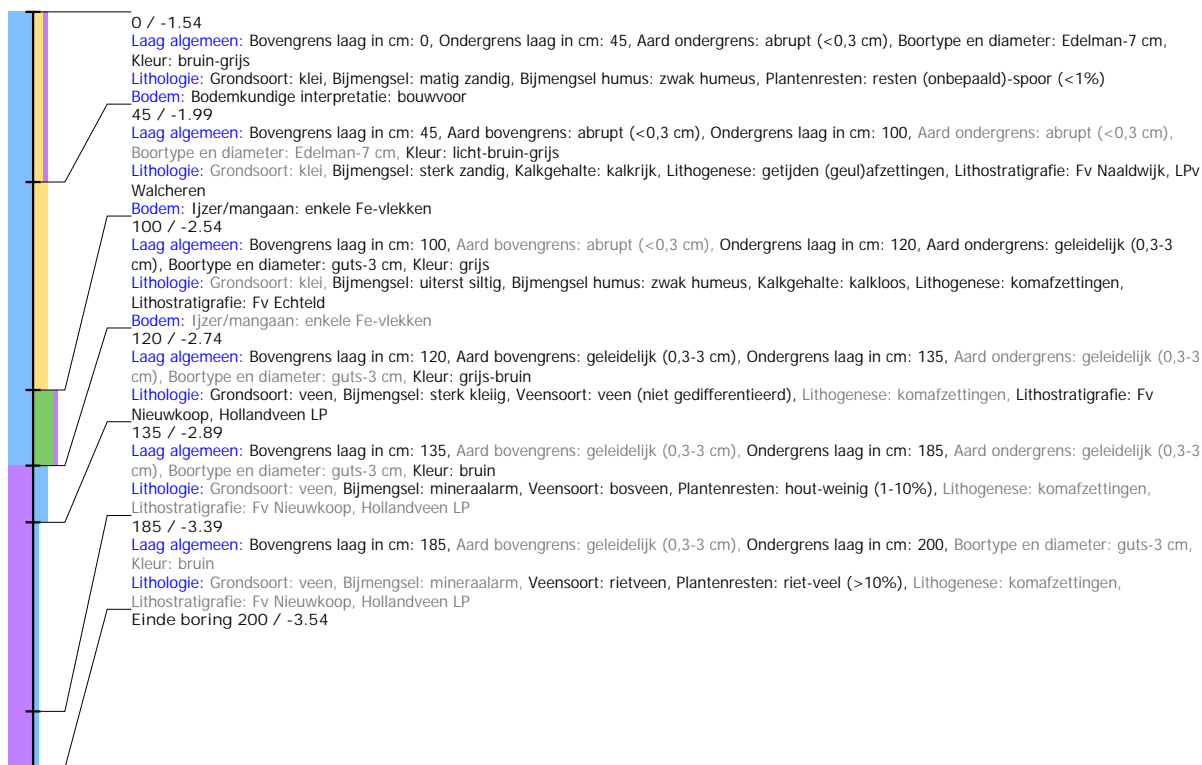 0 / -1.54
Laag algemeen: Bovengrens laag in cm: 0, Ondergrens laag in cm: 45, Aard ondergrens: abrupt (<0,3 cm), Boortype en diameter: Edelman-7 cm,
Kleur: bruin-grijs
Lithologie: Grondsoort: klei, Bijmengsel: matig zandig, Bijmengsel humus: zwak humeus, Plantenresten: resten (onbepaald)-spoor (<1%)
Bodem: Bodemkundige interpretatie: bouwvoor
45 / -1.99
Laag algemeen: Bovengrens laag in cm: 45, Aard bovengrens: abrupt (<0,3 cm), Ondergrens laag in cm: 100, Aard ondergrens: abrupt (<0,3 cm),
Boortype en diameter: Edelman-7 cm, Kleur: licht-bruin-grijs
Lithologie: Grondsoort: klei, Bijmengsel: sterk zandig, Kalkgehalte: kalkrijk, Lithogenese: getijden (geul)afzettingen, Lithostratigrafie: Fv Naaldwijk, LPv
Walcheren
Bodem: Ijzer/mangaan: enkele Fe-vlekken
100 / -2.54
Laag algemeen: Bovengrens laag in cm: 100, Aard bovengrens: abrupt (<0,3 cm), Ondergrens laag in cm: 120, Aard ondergrens: geleidelijk (0,3-3
cm), Boortype en diameter: guts-3 cm, Kleur: grijs
Lithologie: Grondsoort: klei, Bijmengsel: uiterst siltig, Bijmengsel humus: zwak humeus, Kalkgehalte: kalkloos, Lithogenese: komafzettingen,
Lithostratigrafie: Fv Echteld
Bodem: Ijzer/mangaan: enkele Fe-vlekken
120 / -2.74
Laag algemeen: Bovengrens laag in cm: 120, Aard bovengrens: geleidelijk (0,3-3 cm), Ondergrens laag in cm: 135, Aard ondergrens: geleidelijk (0,3-3
cm), Boortype en diameter: guts-3 cm, Kleur: grijs-bruin
Lithologie: Grondsoort: veen, Bijmengsel: sterk kleiig, Veensoort: veen (niet gedifferentieerd), Lithogenese: komafzettingen, Lithostratigrafie: Fv
Nieuwkoop, Hollandveen LP
135 / -2.89
Laag algemeen: Bovengrens laag in cm: 135, Aard bovengrens: geleidelijk (0,3-3 cm), Ondergrens laag in cm: 185, Aard ondergrens: geleidelijk (0,3-3
cm), Boortype en diameter: guts-3 cm, Kleur: bruin
Lithologie: Grondsoort: veen, Bijmengsel: mineraalarm, Veensoort: bosveen, Plantenresten: hout-weinig (1-10%), Lithogenese: komafzettingen,
Lithostratigrafie: Fv Nieuwkoop, Hollandveen LP
185 / -3.39
Laag algemeen: Bovengrens laag in cm: 185, Aard bovengrens: geleidelijk (0,3-3 cm), Ondergrens laag in cm: 200, Boortype en diameter: guts-3 cm,
Kleur: bruin
Lithologie: Grondsoort: veen, Bijmengsel: mineraalarm, Veensoort: rietveen, Plantenresten: riet-veel (>10%), Lithogenese: komafzettingen,
Lithostratigrafie: Fv Nieuwkoop, Hollandveen LP
Einde boring 200 / -3.54